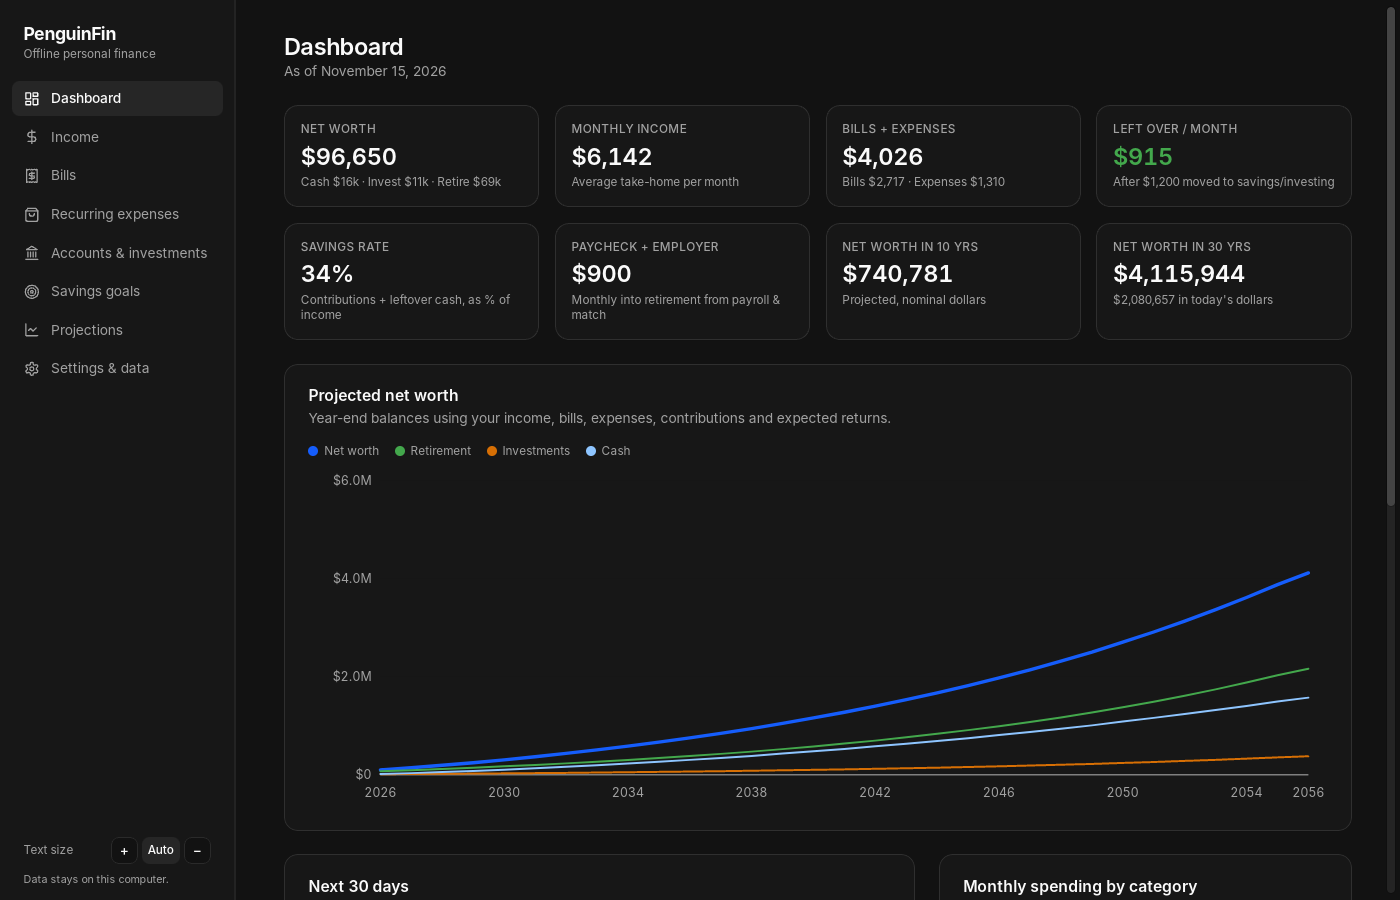 PenguinFin
Offline personal finance
Dashboard
Income
Bills
Recurring expenses
Accounts & investments
Savings goals
Projections
Settings & data
Text size
+
Auto
−
Data stays on this computer.
Dashboard
As of November 15, 2026
NET WORTH
$96,650
Cash $16k · Invest $11k · Retire $69k
MONTHLY INCOME
$6,142
Average take-home per month
BILLS + EXPENSES
$4,026
Bills $2,717 · Expenses $1,310
LEFT OVER / MONTH
$915
After $1,200 moved to savings/investing
SAVINGS RATE
34%
Contributions + leftover cash, as % of
income
PAYCHECK + EMPLOYER
$900
Monthly into retirement from payroll &
match
NET WORTH IN 10 YRS
$740,781
Projected, nominal dollars
NET WORTH IN 30 YRS
$4,115,944
$2,080,657 in today's dollars
Projected net worth
Year-end balances using your income, bills, expenses, contributions and expected returns.
Net worth Retirement Investments Cash
$6.0M
$4.0M
$2.0M
$0
2026 2030 2034 2038 2042 2046 2050 2054 2056
Next 30 days
Monthly spending by category